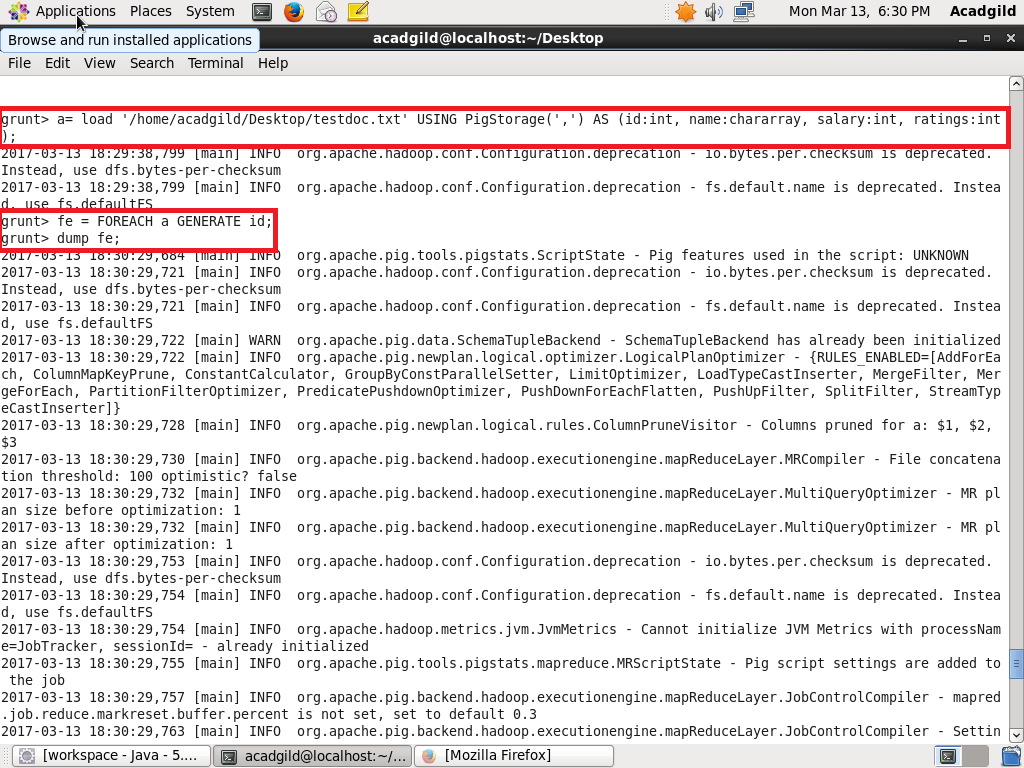 Applications Places System Mon Mar 13, 6:30 PM Acadgild
Browse and run installed applications
acadgild@localhost:~/Desktop
File Edit View Search Terminal Help
grunt> a= load '/home/acadgild/Desktop/testdoc.txt' USING PigStorage(',') AS (id:int, name:chararray, salary:int, ratings:int
);
2017-03-13 18:29:38,799 [main] INFO  org.apache.hadoop.conf.Configuration.deprecation - io.bytes.per.checksum is deprecated.
Instead, use dfs.bytes-per-checksum
2017-03-13 18:29:38,799 [main] INFO  org.apache.hadoop.conf.Configuration.deprecation - fs.default.name is deprecated. Instea
d, use fs.defaultFS
grunt> fe = FOREACH a GENERATE id;
grunt> dump fe;
2017-03-13 18:30:29,684 [main] INFO  org.apache.pig.tools.pigstats.ScriptState - Pig features used in the script: UNKNOWN
2017-03-13 18:30:29,721 [main] INFO  org.apache.hadoop.conf.Configuration.deprecation - io.bytes.per.checksum is deprecated.
Instead, use dfs.bytes-per-checksum
2017-03-13 18:30:29,721 [main] INFO  org.apache.hadoop.conf.Configuration.deprecation - fs.default.name is deprecated. Instea
d, use fs.defaultFS
2017-03-13 18:30:29,722 [main] WARN  org.apache.pig.data.SchemaTupleBackend - SchemaTupleBackend has already been initialized
2017-03-13 18:30:29,722 [main] INFO  org.apache.pig.newplan.logical.optimizer.LogicalPlanOptimizer - {RULES_ENABLED=[AddForEa
ch, ColumnMapKeyPrune, ConstantCalculator, GroupByConstParallelSetter, LimitOptimizer, LoadTypeCastInserter, MergeFilter, Mer
geForEach, PartitionFilterOptimizer, PredicatePushdownOptimizer, PushDownForEachFlatten, PushUpFilter, SplitFilter, StreamTyp
eCastInserter]}
2017-03-13 18:30:29,728 [main] INFO  org.apache.pig.newplan.logical.rules.ColumnPruneVisitor - Columns pruned for a: $1, $2,
$3
2017-03-13 18:30:29,730 [main] INFO  org.apache.pig.backend.hadoop.executionengine.mapReduceLayer.MRCompiler - File concatena
tion threshold: 100 optimistic? false
2017-03-13 18:30:29,732 [main] INFO  org.apache.pig.backend.hadoop.executionengine.mapReduceLayer.MultiQueryOptimizer - MR pl
an size before optimization: 1
2017-03-13 18:30:29,732 [main] INFO  org.apache.pig.backend.hadoop.executionengine.mapReduceLayer.MultiQueryOptimizer - MR pl
an size after optimization: 1
2017-03-13 18:30:29,753 [main] INFO  org.apache.hadoop.conf.Configuration.deprecation - io.bytes.per.checksum is deprecated.
Instead, use dfs.bytes-per-checksum
2017-03-13 18:30:29,754 [main] INFO  org.apache.hadoop.conf.Configuration.deprecation - fs.default.name is deprecated. Instea
d, use fs.defaultFS
2017-03-13 18:30:29,754 [main] INFO  org.apache.hadoop.metrics.jvm.JvmMetrics - Cannot initialize JVM Metrics with processNam
e=JobTracker, sessionId= - already initialized
2017-03-13 18:30:29,755 [main] INFO  org.apache.pig.tools.pigstats.mapreduce.MRScriptState - Pig script settings are added to
 the job
2017-03-13 18:30:29,757 [main] INFO  org.apache.pig.backend.hadoop.executionengine.mapReduceLayer.JobControlCompiler - mapred
.job.reduce.markreset.buffer.percent is not set, set to default 0.3
2017-03-13 18:30:29,763 [main] INFO  org.apache.pig.backend.hadoop.executionengine.mapReduceLayer.JobControlCompiler - Settin
[workspace - Java - 5.... acadgild@localhost:~/... [Mozilla Firefox]